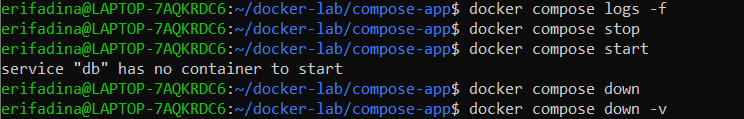 erifadina@LAPTOP-7AQKRDC6:~/docker-lab/compose-app$ docker compose logs -f
erifadina@LAPTOP-7AQKRDC6:~/docker-lab/compose-app$ docker compose stop
erifadina@LAPTOP-7AQKRDC6:~/docker-lab/compose-app$ docker compose start
service "db" has no container to start
erifadina@LAPTOP-7AQKRDC6:~/docker-lab/compose-app$ docker compose down
erifadina@LAPTOP-7AQKRDC6:~/docker-lab/compose-app$ docker compose down -v